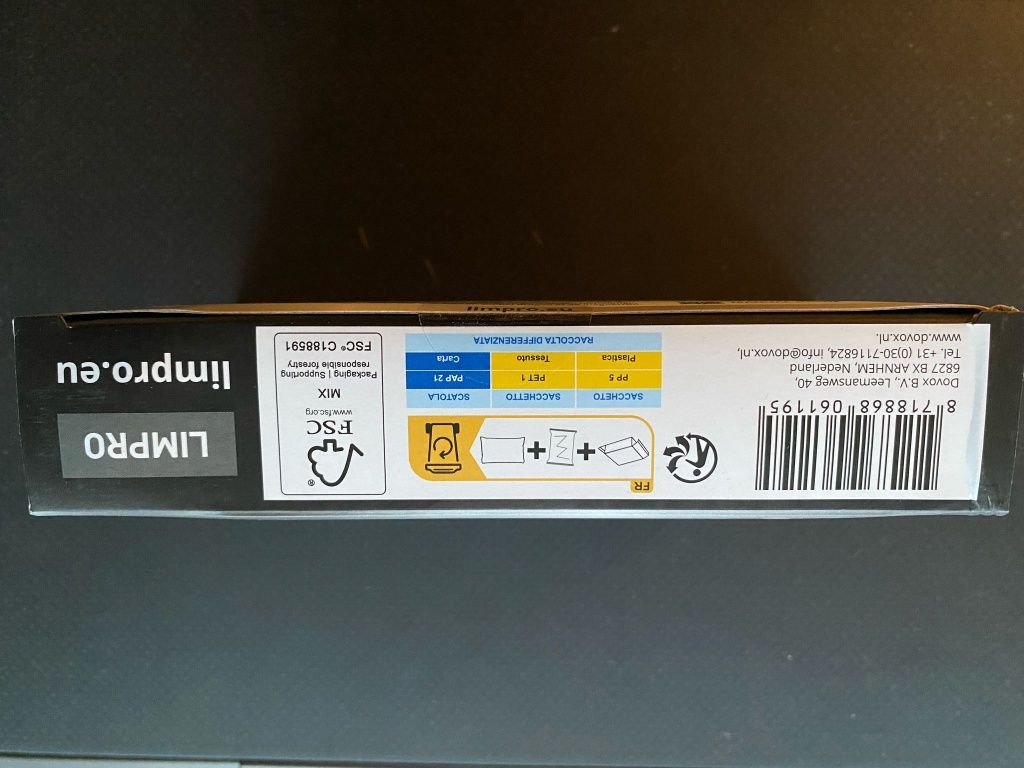 8 718868 061195
Dovox B.V., Leemansweg 40,
6827 BX ARNHEM, Nederland
Tel. +31 (0)30-7116824, info@dovox.nl,
www.dovox.nl.
FR
SACCHETO SACCHETTO SCATOLA
PP 5 PET 1 PAP 21
Plastica Tessuto Carta
RACCOLTA DIFFERENZIATA
®
FSC
www.fsc.org
MIX
Packaging | Supporting
responsible forestry
FSC® C188591
LIMPRO
limpro.eu
limpro.eu